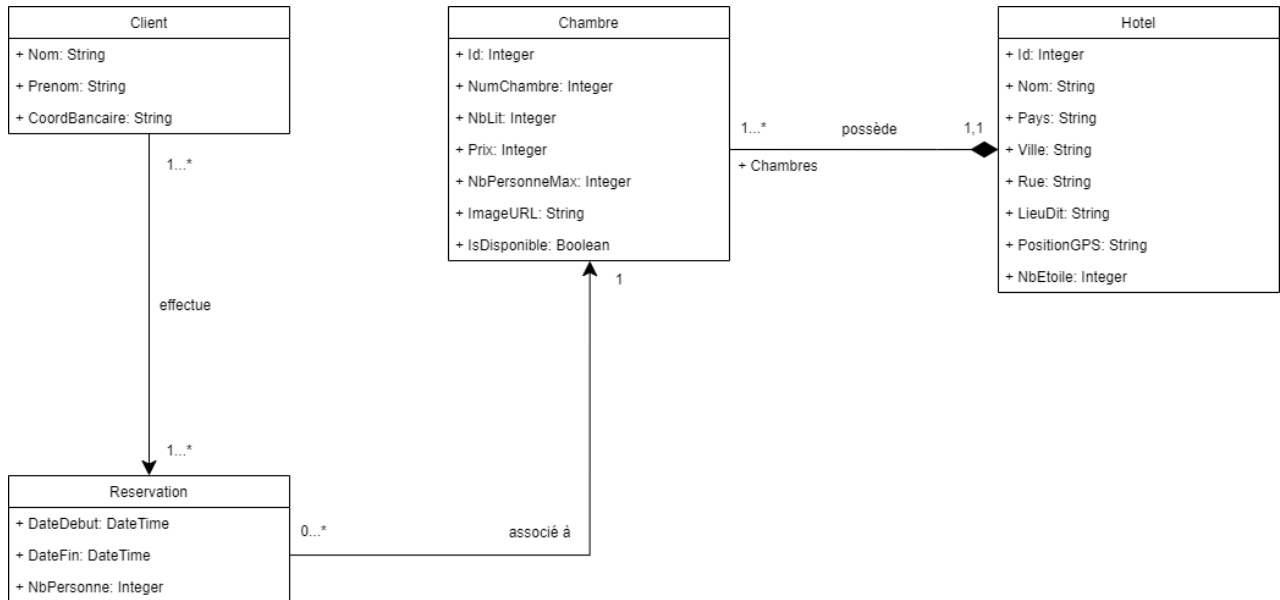 Client
+ Nom: String
+ Prenom: String
+ CoordBancaire: String
1...*
effectue
1...*
Reservation
+ DateDebut: DateTime
+ DateFin: DateTime
+ NbPersonne: Integer
0...*
associé à
1
Chambre
+ Id: Integer
+ NumChambre: Integer
+ NbLit: Integer
+ Prix: Integer
+ NbPersonneMax: Integer
+ ImageURL: String
+ IsDisponible: Boolean
1...* possède 1,1
+ Chambres
Hotel
+ Id: Integer
+ Nom: String
+ Pays: String
+ Ville: String
+ Rue: String
+ LieuDit: String
+ PositionGPS: String
+ NbEtoile: Integer